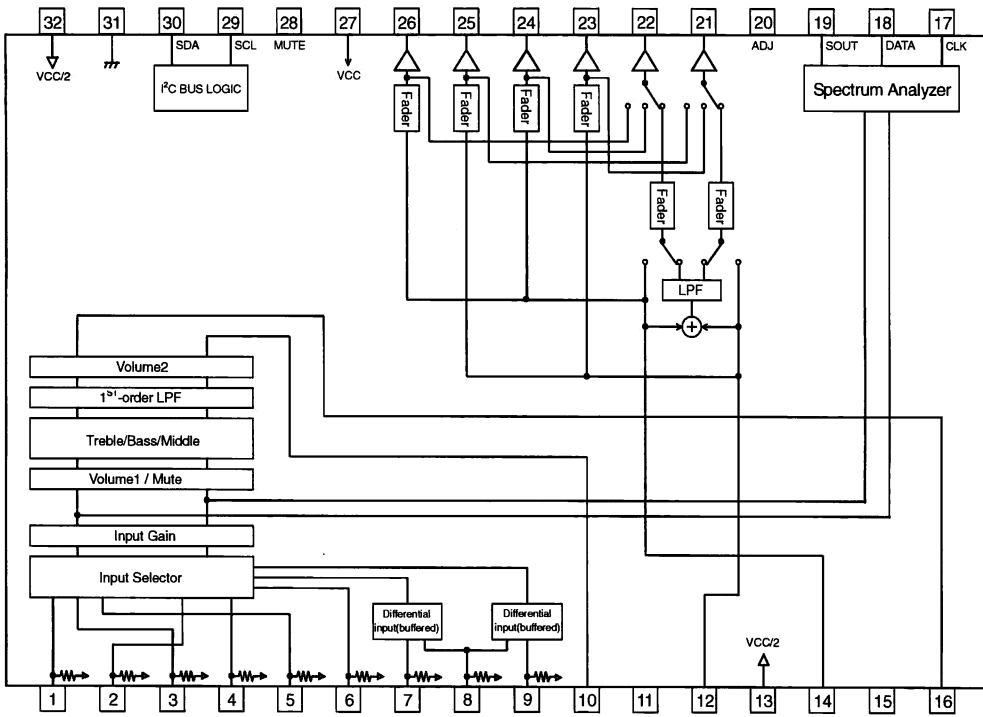 32 31 30 29 28 27 26 25 24 23 22 21 20 19 18 17
SDA SCL MUTE ADJ SOUT DATA CLK
VCC/2 VCC
I²C BUS LOGIC
Spectrum Analyzer
Fader Fader Fader Fader
Fader Fader
LPF
+
Volume2
1ST-order LPF
Treble/Bass/Middle
Volume1 / Mute
Input Gain
Input Selector
Differential
input(buffered)
Differential
input(buffered)
VCC/2
1 2 3 4 5 6 7 8 9 10 11 12 13 14 15 16